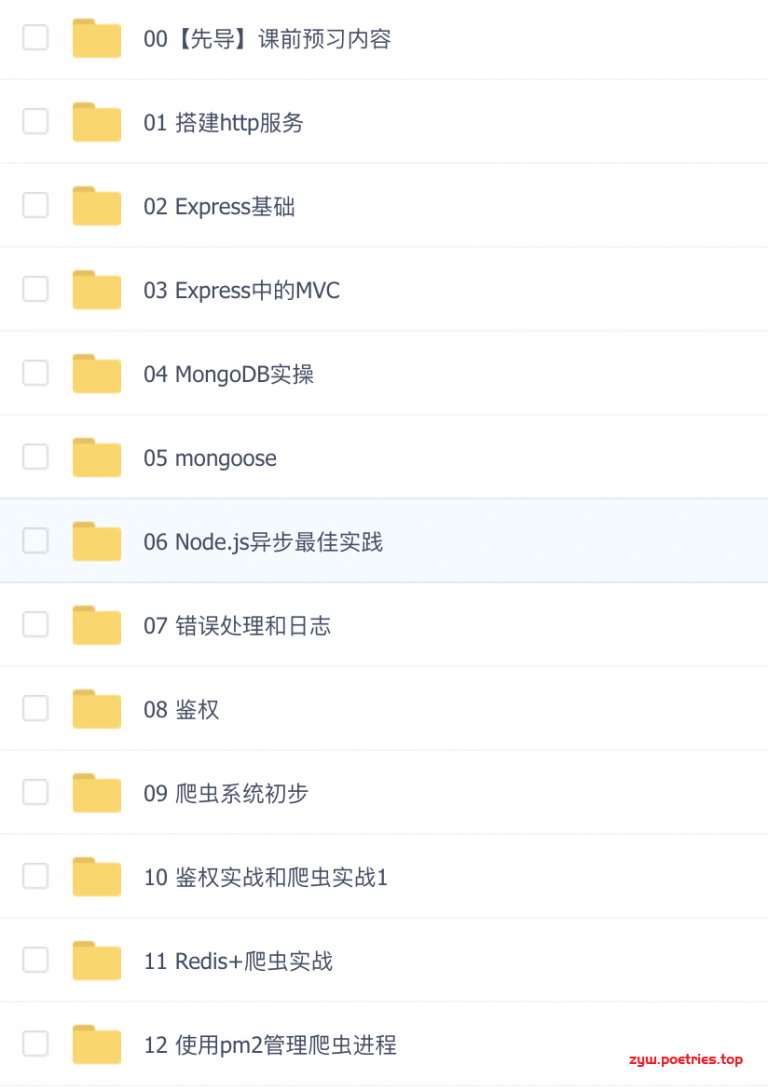 00【先导】课前预习内容
01 搭建http服务
02 Express基础
03 Express中的MVC
04 MongoDB实操
05 mongoose
06 Node.js异步最佳实践
07 错误处理和日志
08 鉴权
09 爬虫系统初步
10 鉴权实战和爬虫实战1
11 Redis+爬虫实战
12 使用pm2管理爬虫进程
zyw.poetries.top